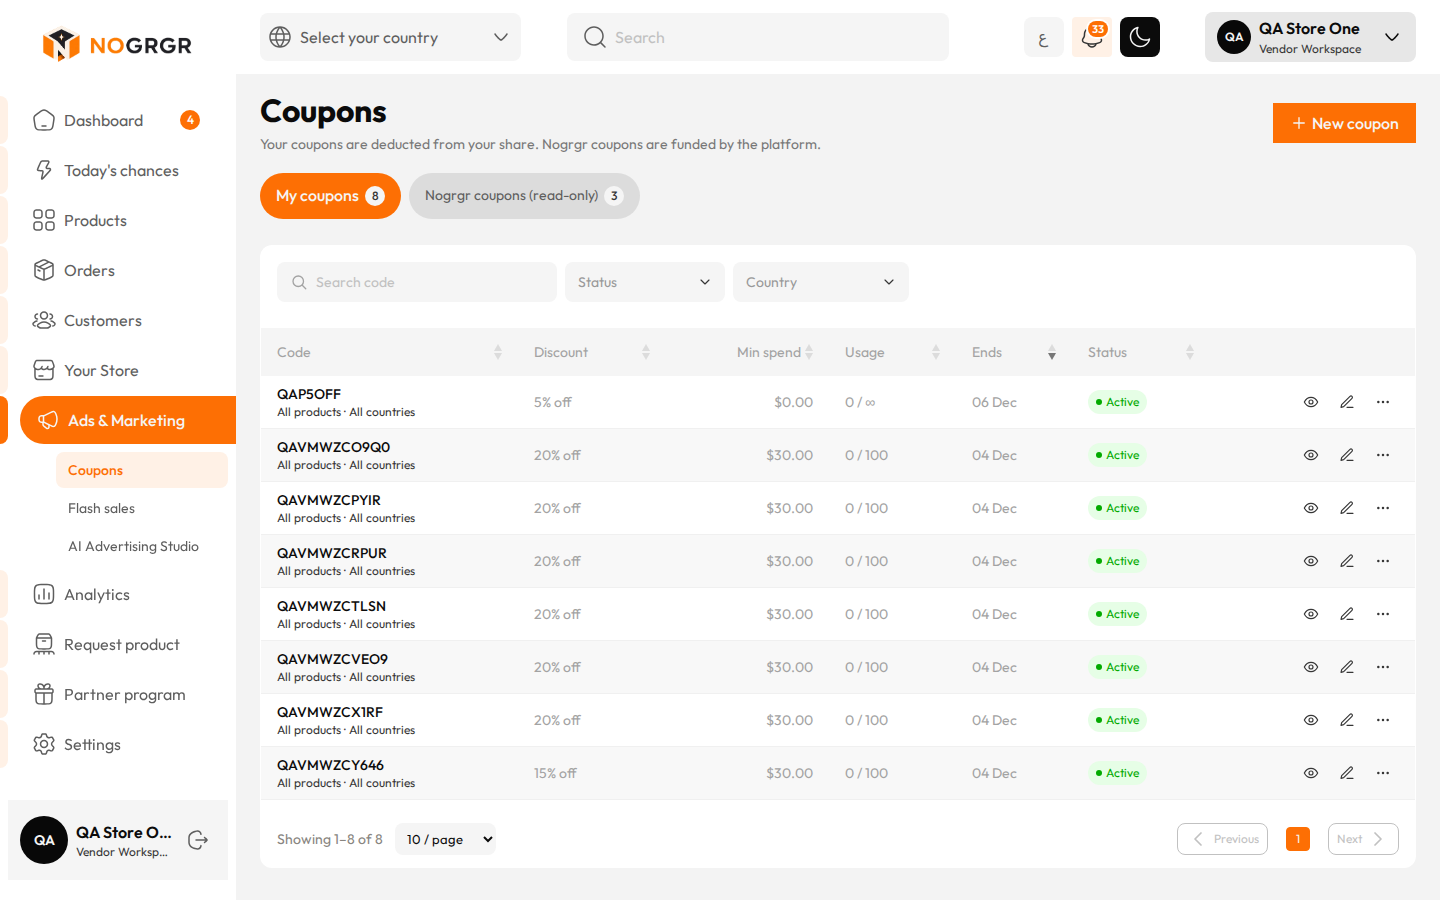 NOGRGR
Select your country
Search
33
ع
QA
QA Store One
Vendor Workspace
Dashboard
4
Today's chances
Products
Orders
Customers
Your Store
Ads & Marketing
Coupons
Flash sales
AI Advertising Studio
Analytics
Request product
Partner program
Settings
QA
QA Store O...
Vendor Worksp...
Coupons
Your coupons are deducted from your share. Nogrgr coupons are funded by the platform.
+ New coupon
My coupons 8
Nogrgr coupons (read-only) 3
Search code
Status
Country
Code Discount Min spend Usage Ends Status
QAP5OFF
All products · All countries
5% off $0.00 0 / ∞ 06 Dec Active
QAVMWZCO9Q0
All products · All countries
20% off $30.00 0 / 100 04 Dec Active
QAVMWZCPYIR
All products · All countries
20% off $30.00 0 / 100 04 Dec Active
QAVMWZCRPUR
All products · All countries
20% off $30.00 0 / 100 04 Dec Active
QAVMWZCTLSN
All products · All countries
20% off $30.00 0 / 100 04 Dec Active
QAVMWZCVEO9
All products · All countries
20% off $30.00 0 / 100 04 Dec Active
QAVMWZCX1RF
All products · All countries
20% off $30.00 0 / 100 04 Dec Active
QAVMWZCY646
All products · All countries
15% off $30.00 0 / 100 04 Dec Active
Showing 1–8 of 8
10 / page
Previous
1
Next